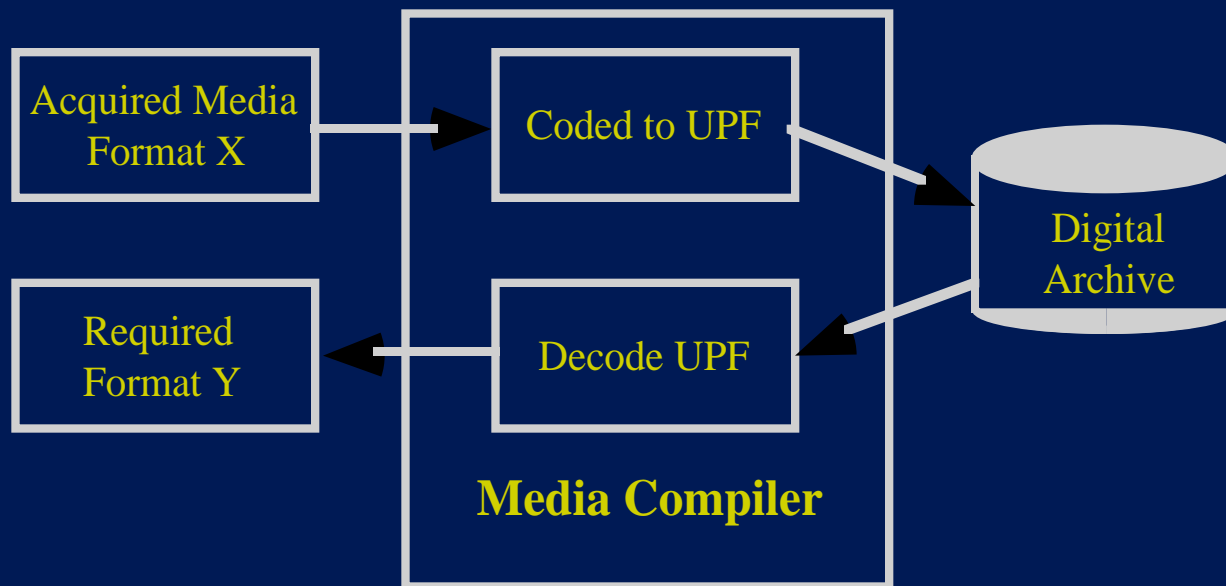 Acquired Media
Format X
Coded to UPF
Digital
Archive
Required
Format Y
Decode UPF
Media Compiler